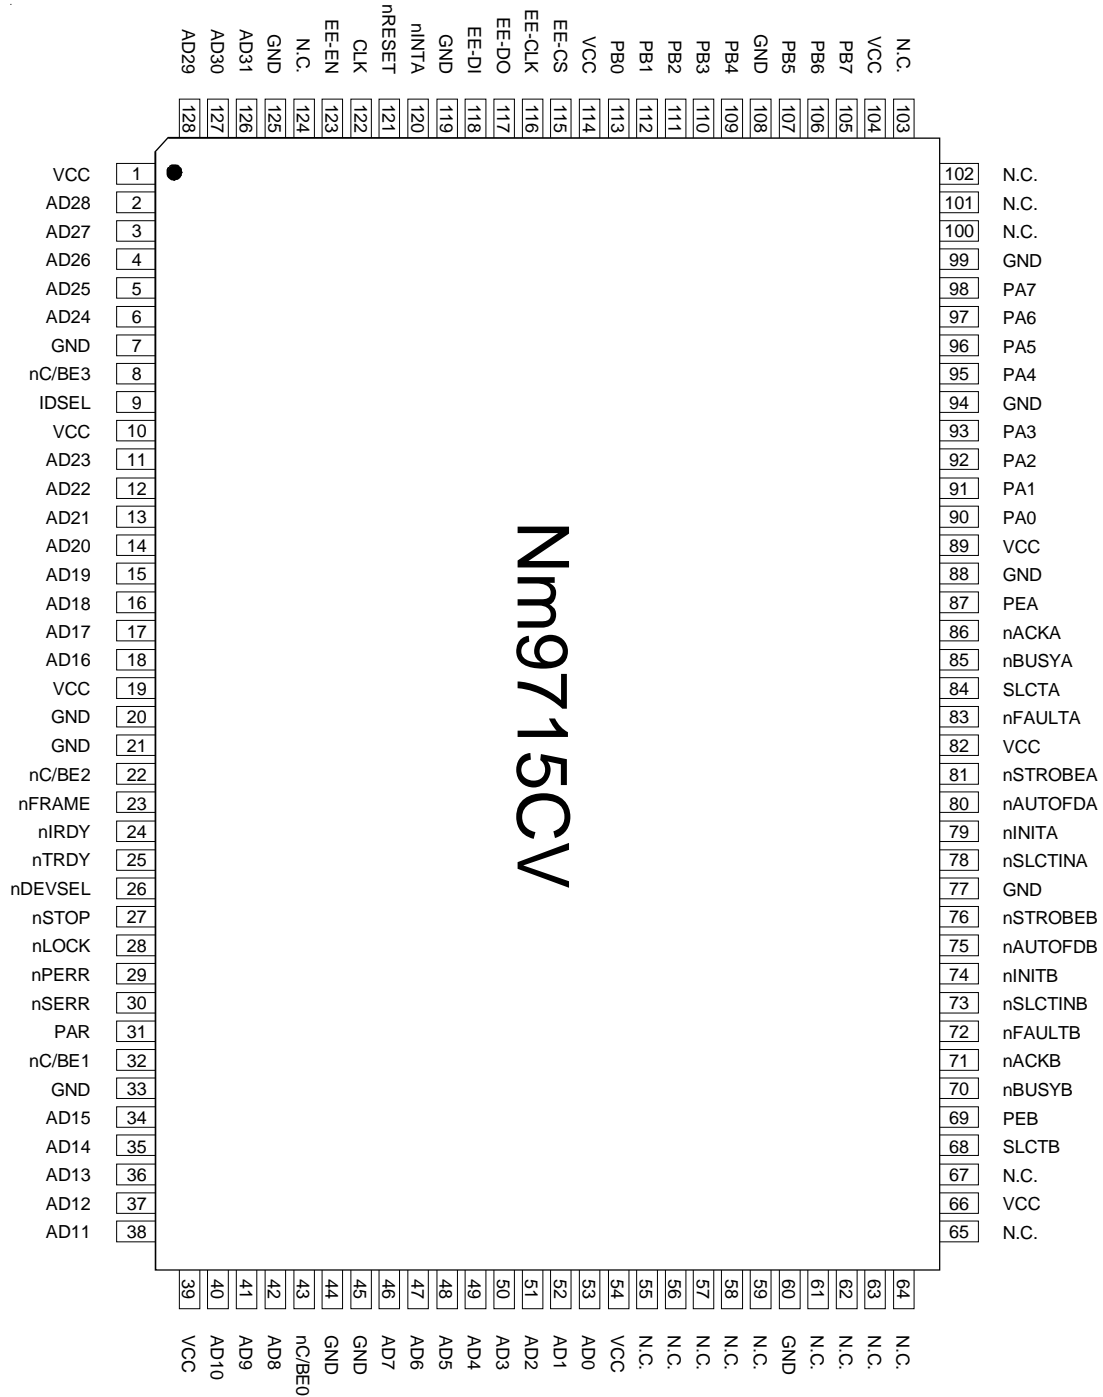 AD29 AD30 AD31 GND N.C. EE-EN CLK nRESET nINTA GND EE-DI EE-DO EE-CLK EE-CS VCC PB0 PB1 PB2 PB3 PB4 GND PB5 PB6 PB7 VCC N.C.
128 127 126 125 124 123 122 121 120 119 118 117 116 115 114 113 112 111 110 109 108 107 106 105 104 103
VCC 1 102 N.C.
AD28 2 101 N.C.
AD27 3 100 N.C.
AD26 4 99 GND
AD25 5 98 PA7
AD24 6 97 PA6
GND 7 96 PA5
nC/BE3 8 95 PA4
IDSEL 9 94 GND
VCC 10 93 PA3
AD23 11 92 PA2
AD22 12 91 PA1
AD21 13 90 PA0
AD20 14 89 VCC
AD19 15 88 GND
AD18 16 87 PEA
AD17 17 86 nACKA
AD16 18 85 nBUSYA
VCC 19 84 SLCTA
GND 20 83 nFAULTA
GND 21 82 VCC
nC/BE2 22 81 nSTROBEA
nFRAME 23 80 nAUTOFDA
nIRDY 24 79 nINITA
nTRDY 25 78 nSLCTINA
nDEVSEL 26 77 GND
nSTOP 27 76 nSTROBEB
nLOCK 28 75 nAUTOFDB
nPERR 29 74 nINITB
nSERR 30 73 nSLCTINB
PAR 31 72 nFAULTB
nC/BE1 32 71 nACKB
GND 33 70 nBUSYB
AD15 34 69 PEB
AD14 35 68 SLCTB
AD13 36 67 N.C.
AD12 37 66 VCC
AD11 38 65 N.C.
Nm9715CV
39 40 41 42 43 44 45 46 47 48 49 50 51 52 53 54 55 56 57 58 59 60 61 62 63 64
VCC AD10 AD9 AD8 nC/BE0 GND GND AD7 AD6 AD5 AD4 AD3 AD2 AD1 AD0 VCC N.C. N.C. N.C. N.C. N.C. GND N.C. N.C. N.C. N.C.